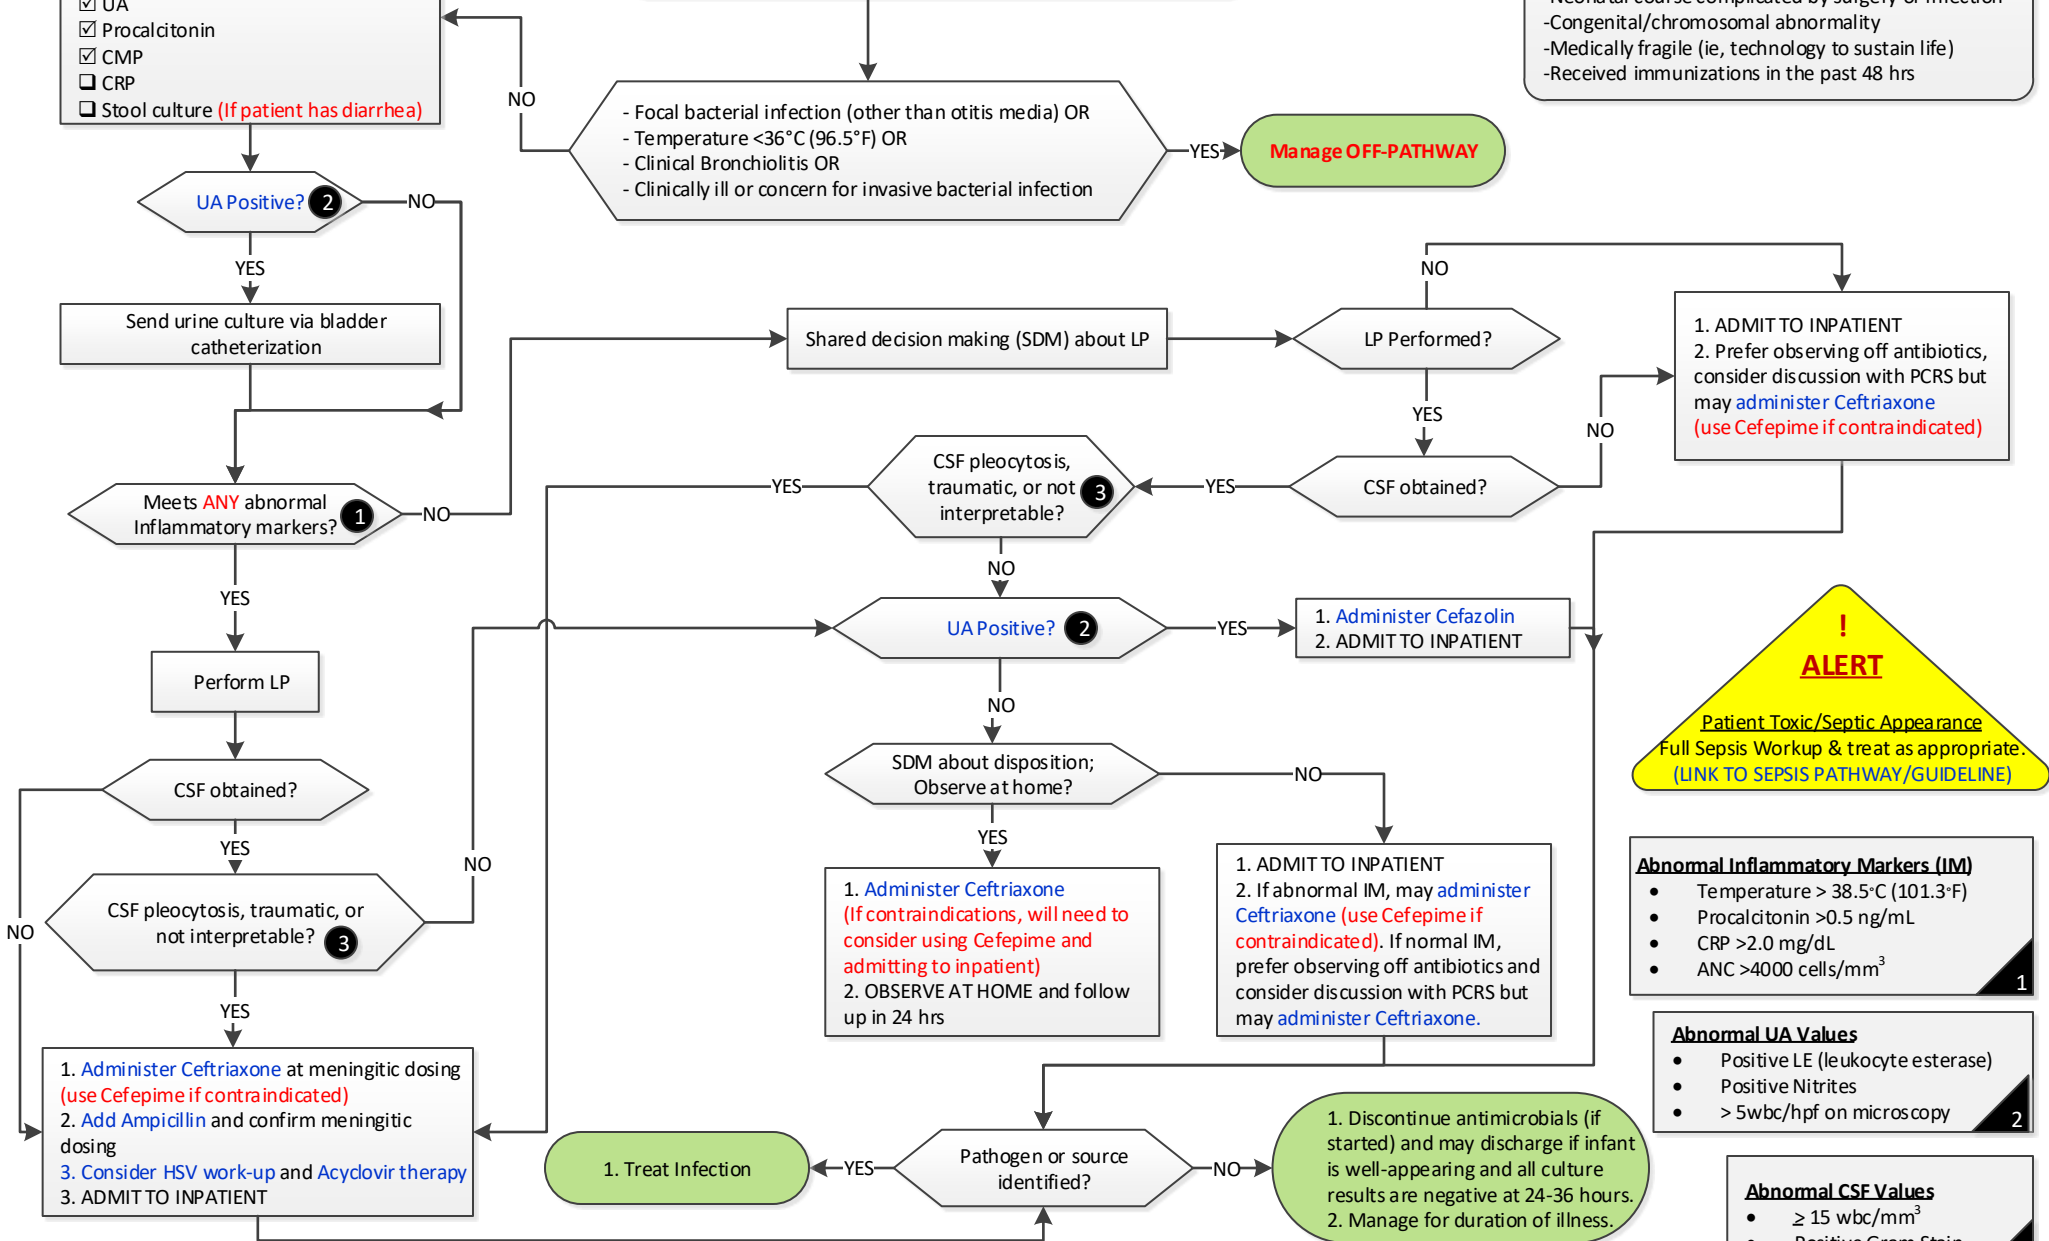 ☑ UA
☑ Procalcitonin
☑ CMP
❑ CRP
❑ Stool culture (If patient has diarrhea)
-Neonatal course complicated by surgery or infection
-Congenital/chromosomal abnormality
-Medically fragile (ie, technology to sustain life)
-Received immunizations in the past 48 hrs
NO
- Focal bacterial infection (other than otitis media) OR
- Temperature <36°C (96.5°F) OR
- Clinical Bronchiolitis OR
- Clinically ill or concern for invasive bacterial infection
YES
Manage OFF-PATHWAY
UA Positive? 2
NO
YES
Send urine culture via bladder
catheterization
Shared decision making (SDM) about LP
LP Performed?
NO
YES
1. ADMIT TO INPATIENT
2. Prefer observing off antibiotics,
consider discussion with PCRS but
may administer Ceftriaxone
(use Cefepime if contraindicated)
Meets ANY abnormal
Inflammatory markers? 1
NO
YES
CSF obtained?
NO
YES
CSF pleocytosis,
traumatic, or not
interpretable? 3
YES
NO
UA Positive? 2
YES
1. Administer Cefazolin
2. ADMIT TO INPATIENT
NO
Perform LP
CSF obtained?
NO
YES
CSF pleocytosis, traumatic, or
not interpretable? 3
NO
YES
1. Administer Ceftriaxone at meningitic dosing
(use Cefepime if contraindicated)
2. Add Ampicillin and confirm meningitic
dosing
3. Consider HSV work-up and Acyclovir therapy
3. ADMIT TO INPATIENT
SDM about disposition;
Observe at home?
NO
YES
1. Administer Ceftriaxone
(If contraindications, will need to
consider using Cefepime and
admitting to inpatient)
2. OBSERVE AT HOME and follow
up in 24 hrs
1. ADMIT TO INPATIENT
2. If abnormal IM, may administer
Ceftriaxone (use Cefepime if
contraindicated). If normal IM,
prefer observing off antibiotics and
consider discussion with PCRS but
may administer Ceftriaxone.
1. Treat Infection
YES
Pathogen or source
identified?
NO
1. Discontinue antimicrobials (if
started) and may discharge if infant
is well-appearing and all culture
results are negative at 24-36 hours.
2. Manage for duration of illness.
!
ALERT
Patient Toxic/Septic Appearance
Full Sepsis Workup & treat as appropriate.
(LINK TO SEPSIS PATHWAY/GUIDELINE)
Abnormal Inflammatory Markers (IM)
• Temperature > 38.5°C (101.3°F)
• Procalcitonin >0.5 ng/mL
• CRP >2.0 mg/dL
• ANC >4000 cells/mm³
1
Abnormal UA Values
• Positive LE (leukocyte esterase)
• Positive Nitrites
• > 5wbc/hpf on microscopy
2
Abnormal CSF Values
• ≥ 15 wbc/mm³
• Positive Gram Stain